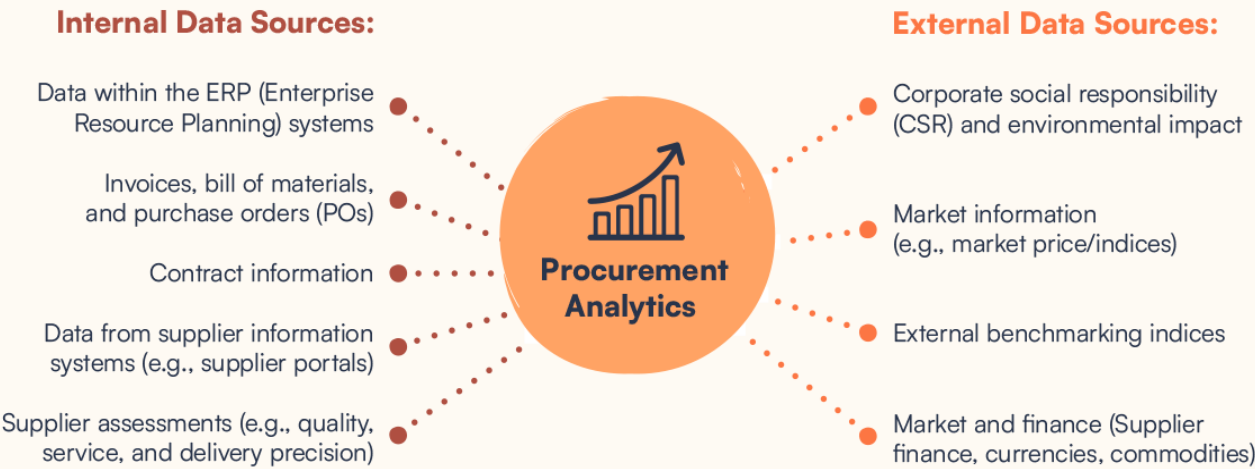 Internal Data Sources:
Data within the ERP (Enterprise
Resource Planning) systems
Invoices, bill of materials,
and purchase orders (POs)
Contract information
Data from supplier information
systems (e.g., supplier portals)
Supplier assessments (e.g., quality,
service, and delivery precision)
Procurement
Analytics
External Data Sources:
Corporate social responsibility
(CSR) and environmental impact
Market information
(e.g., market price/indices)
External benchmarking indices
Market and finance (Supplier
finance, currencies, commodities)